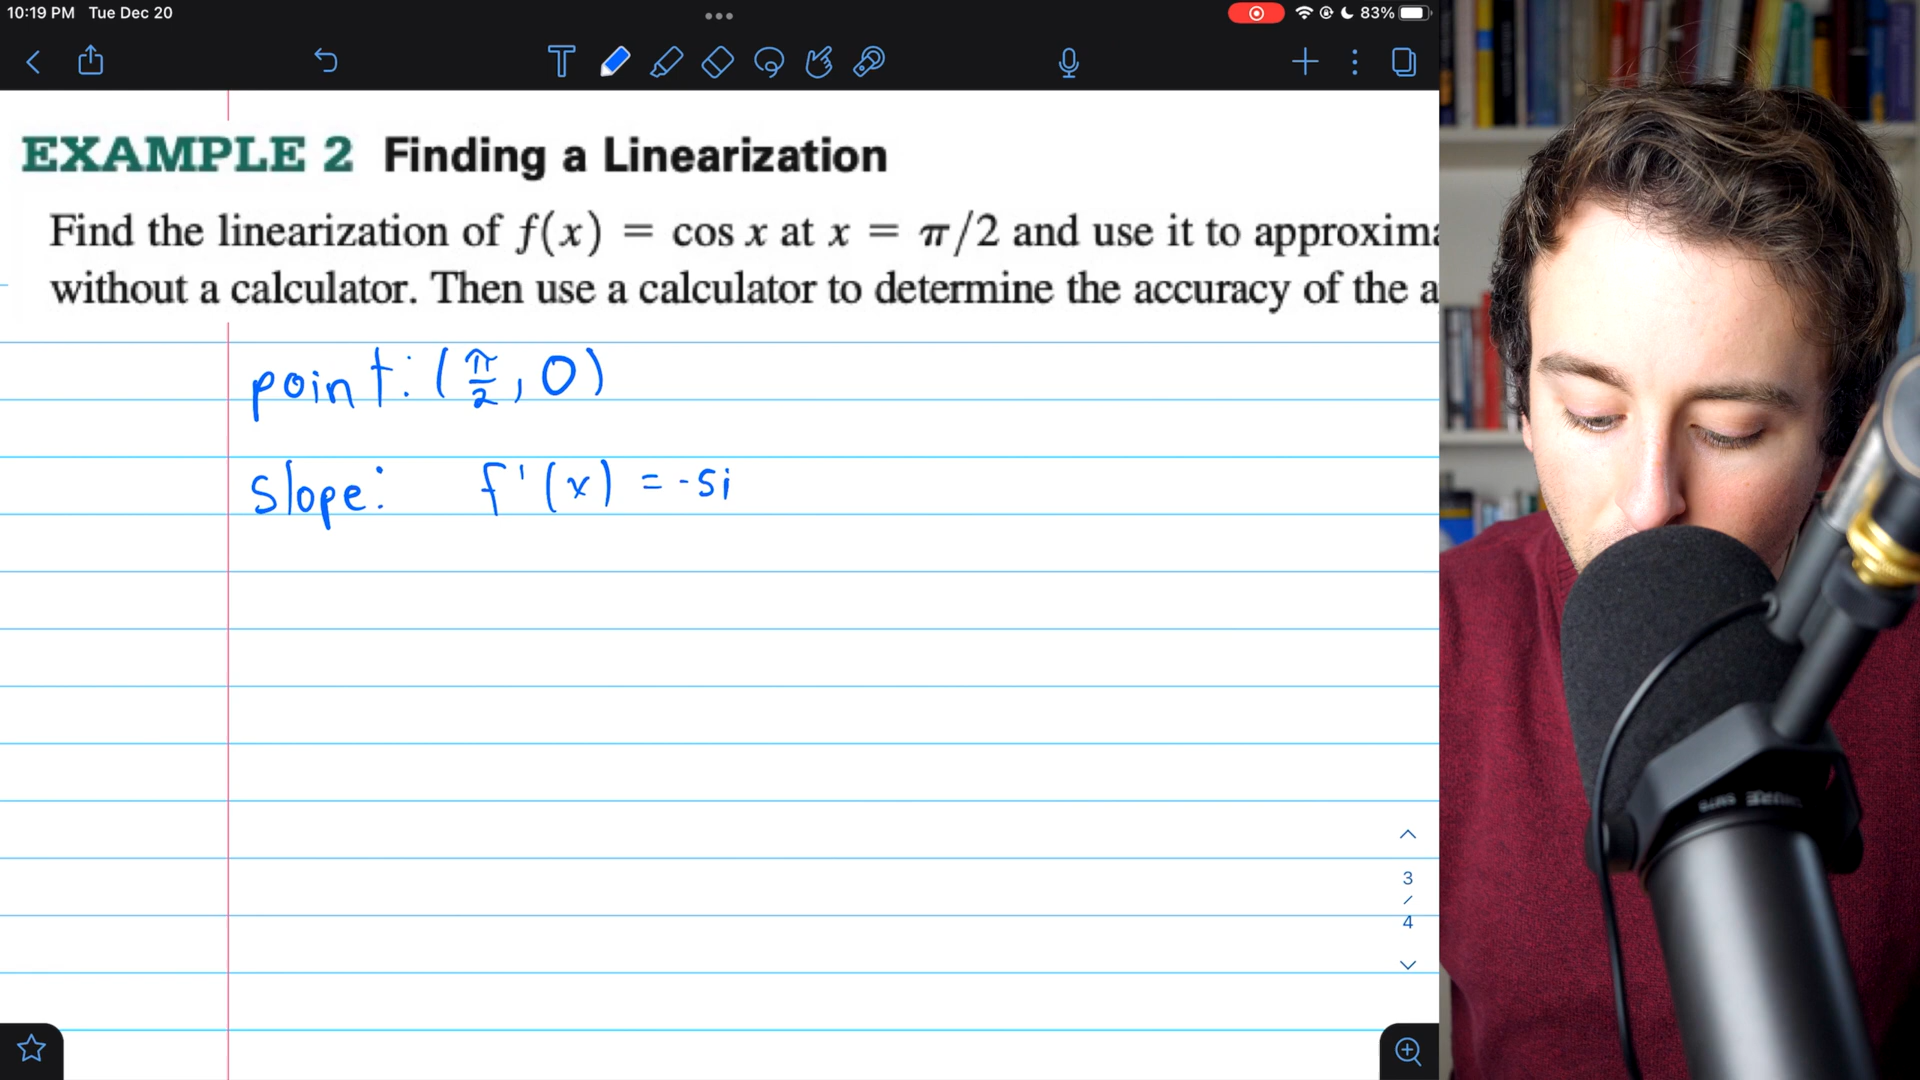 10:19 PM Tue Dec 20
83%
EXAMPLE 2 Finding a Linearization
Find the linearization of f(x) = cos x at x = π/2 and use it to approxima
without a calculator. Then use a calculator to determine the accuracy of the a
point: (π/2, 0)
slope: f'(x) = -si
3
/
4